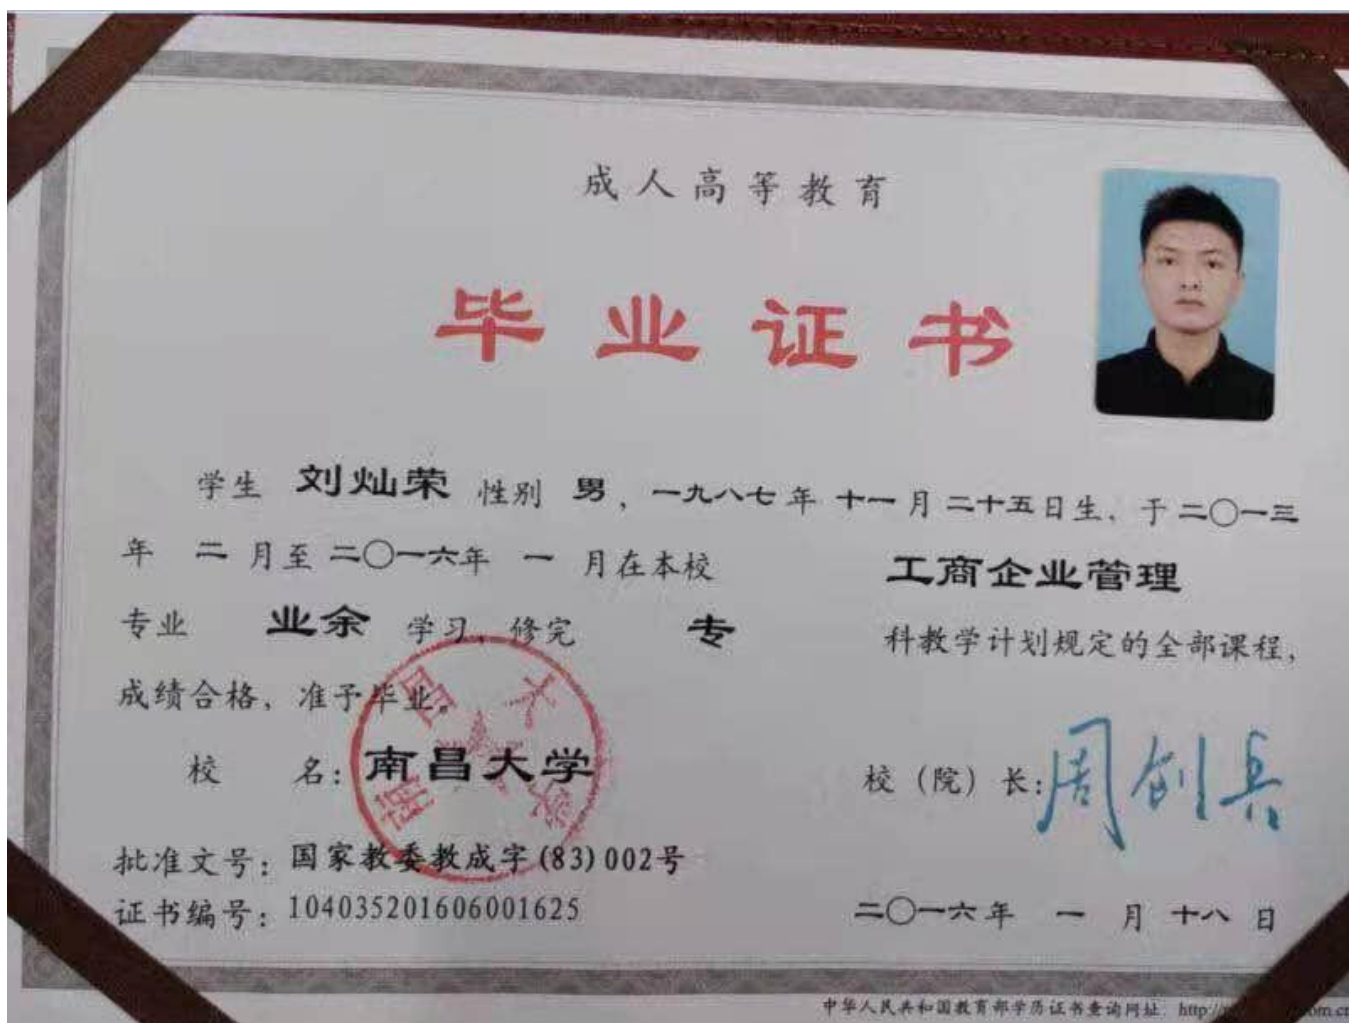 成人高等教育
毕业证书
学生 刘灿荣 性别 男，一九八七年 十一月二十五日生，于二〇一三
年 二月至二〇一六年 一 月在本校 工商企业管理
专业 业余 学习，修完 专 科教学计划规定的全部课程，
成绩合格，准予毕业。
校 名：南昌大学 校（院）长：周创兵
南昌大学
批准文号：国家教委教成字(83)002号
证书编号：104035201606001625 二〇一六年 一 月 十八 日
中华人民共和国教育部学历证书查询网址：http://